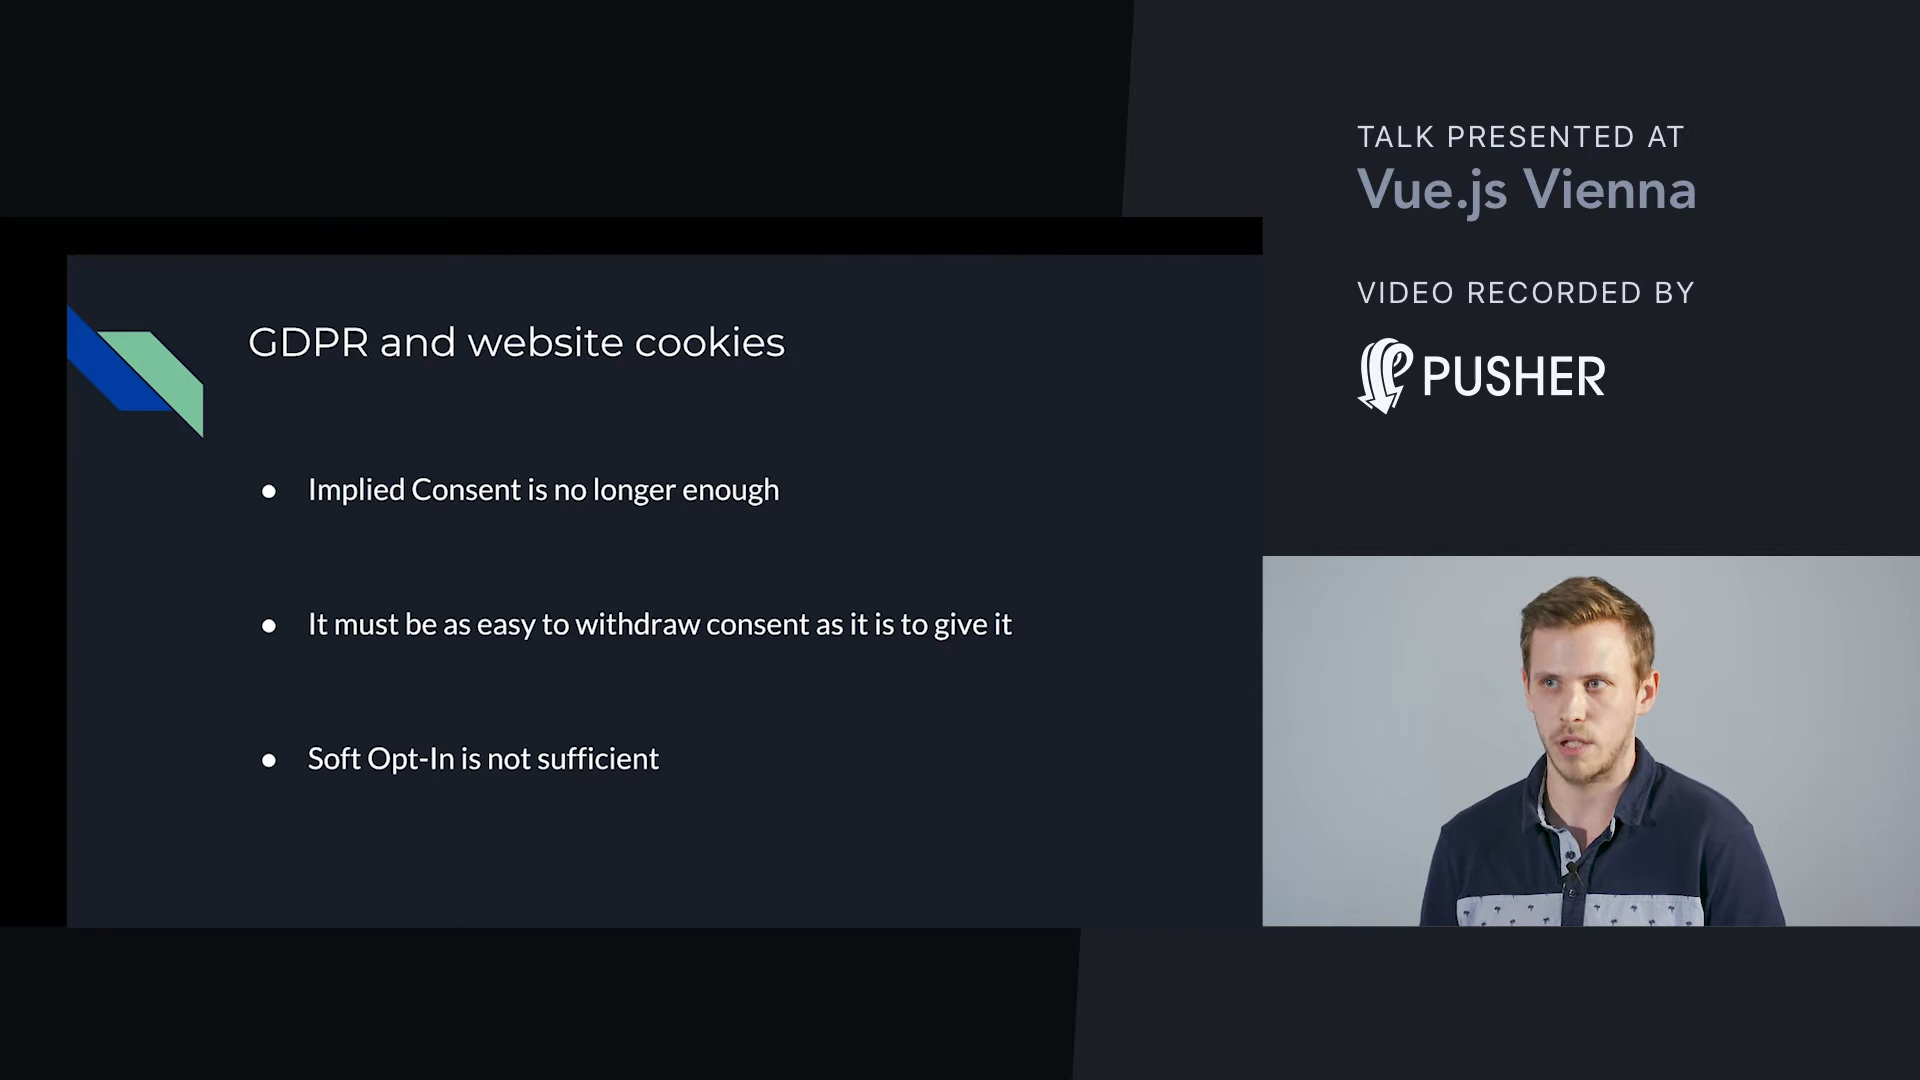 TALK PRESENTED AT
Vue.js Vienna
VIDEO RECORDED BY
PUSHER
GDPR and website cookies
● Implied Consent is no longer enough
● It must be as easy to withdraw consent as it is to give it
● Soft Opt-In is not sufficient